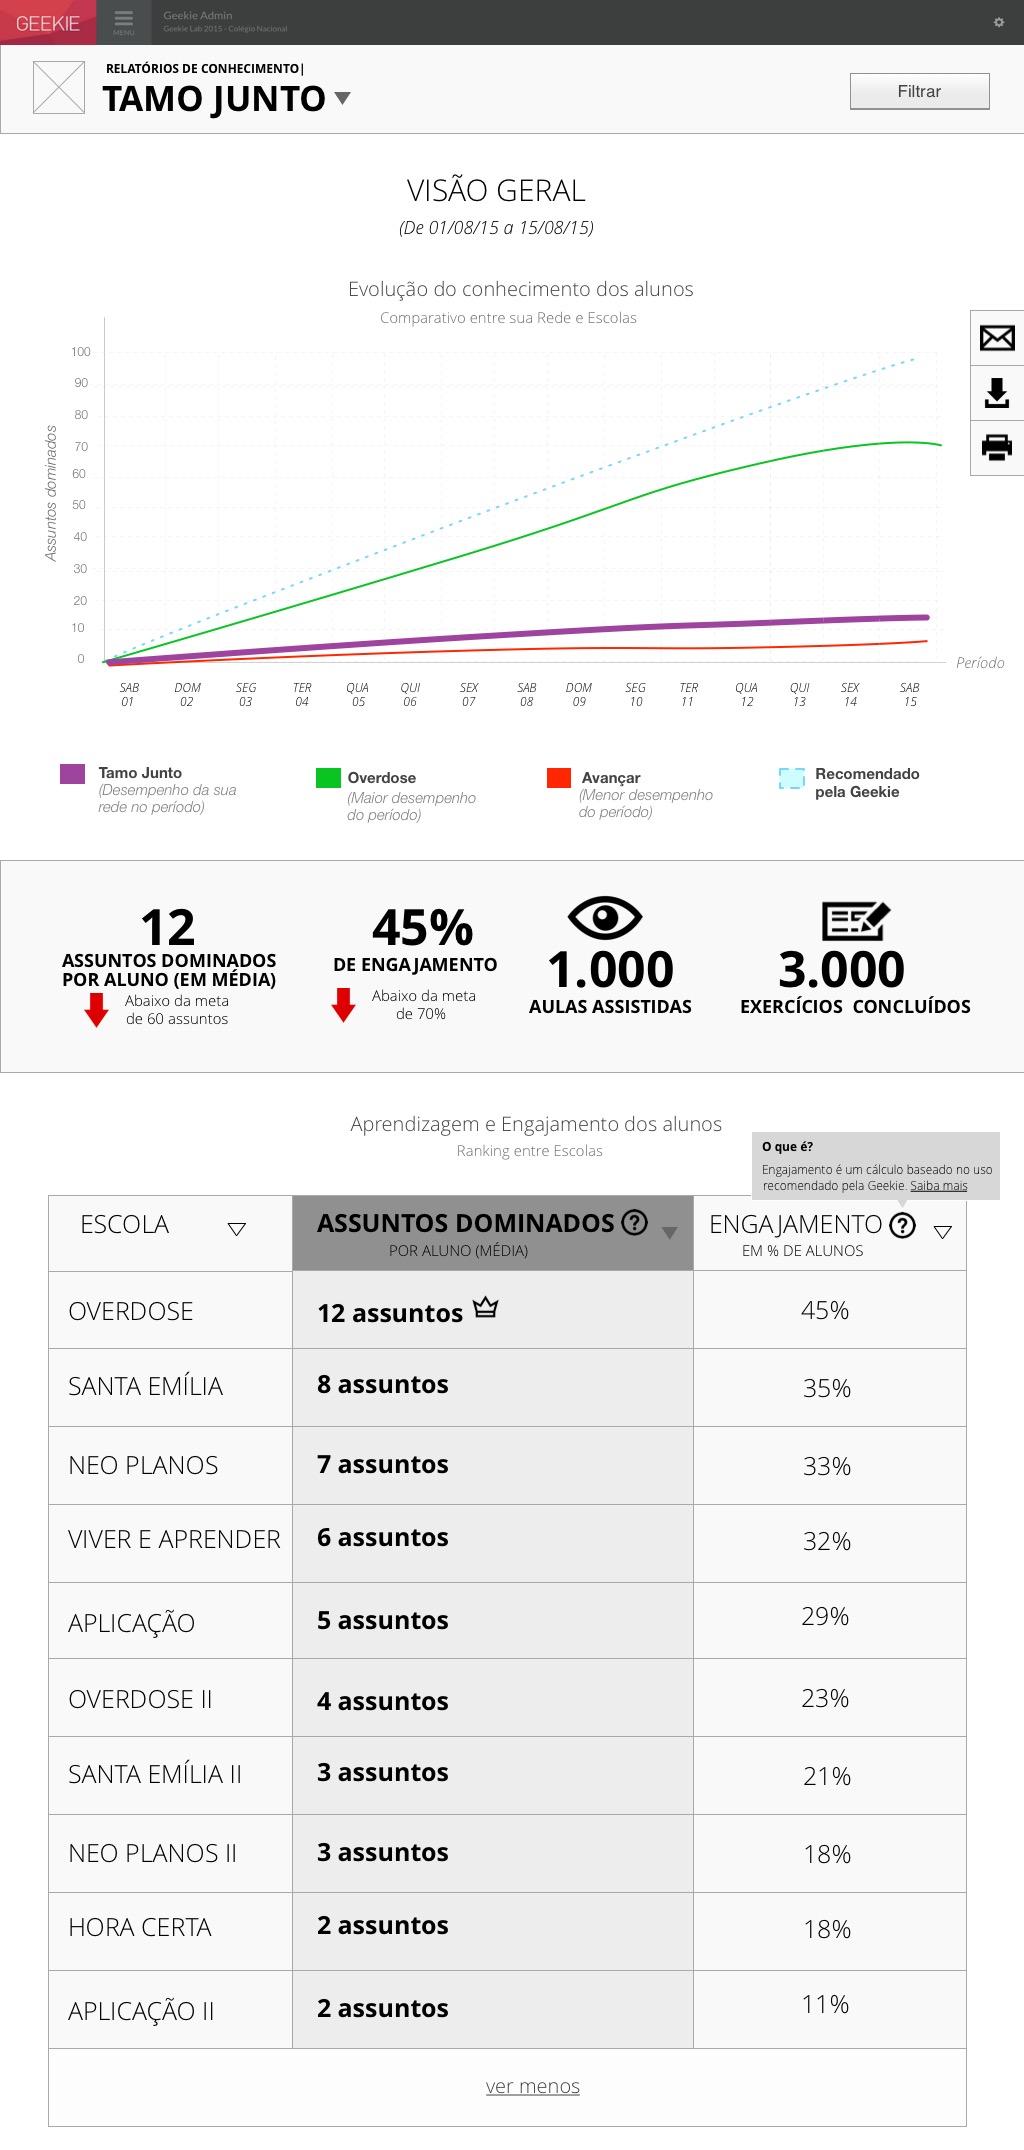 GEEKIE
MENU
Geekie Admin
Geekie Lab 2015 - Colégio Nacional
RELATÓRIOS DE CONHECIMENTO|
TAMO JUNTO
Filtrar
VISÃO GERAL
(De 01/08/15 a 15/08/15)
Evolução do conhecimento dos alunos
Comparativo entre sua Rede e Escolas
Assuntos dominados
100
90
80
70
60
50
40
30
20
10
0
Período
SAB DOM SEG TER QUA QUI SEX SAB DOM SEG TER QUA QUI SEX SAB
01 02 03 04 05 06 07 08 09 10 11 12 13 14 15
Tamo Junto
(Desempenho da sua
rede no período)
Overdose
(Maior desempenho
do período)
Avançar
(Menor desempenho
do período)
Recomendado
pela Geekie
12
ASSUNTOS DOMINADOS
POR ALUNO (EM MÉDIA)
Abaixo da meta
de 60 assuntos
45%
DE ENGAJAMENTO
Abaixo da meta
de 70%
1.000
AULAS ASSISTIDAS
3.000
EXERCÍCIOS CONCLUÍDOS
Aprendizagem e Engajamento dos alunos
Ranking entre Escolas
O que é?
Engajamento é um cálculo baseado no uso
recomendado pela Geekie. Saiba mais
ESCOLA ASSUNTOS DOMINADOS ? ENGAJAMENTO ?
POR ALUNO (MÉDIA) EM % DE ALUNOS
OVERDOSE 12 assuntos 45%
SANTA EMÍLIA 8 assuntos 35%
NEO PLANOS 7 assuntos 33%
VIVER E APRENDER 6 assuntos 32%
APLICAÇÃO 5 assuntos 29%
OVERDOSE II 4 assuntos 23%
SANTA EMÍLIA II 3 assuntos 21%
NEO PLANOS II 3 assuntos 18%
HORA CERTA 2 assuntos 18%
APLICAÇÃO II 2 assuntos 11%
ver menos